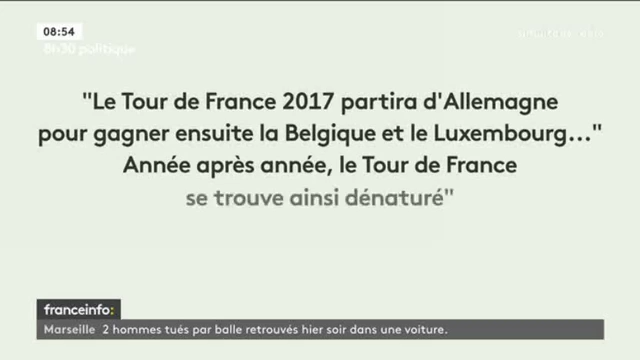 08:54
8h30 politique
"Le Tour de France 2017 partira d'Allemagne
pour gagner ensuite la Belgique et le Luxembourg..."
Année après année, le Tour de France
se trouve ainsi dénaturé"
franceinfo:
Marseille 2 hommes tués par balle retrouvés hier soir dans une voiture.